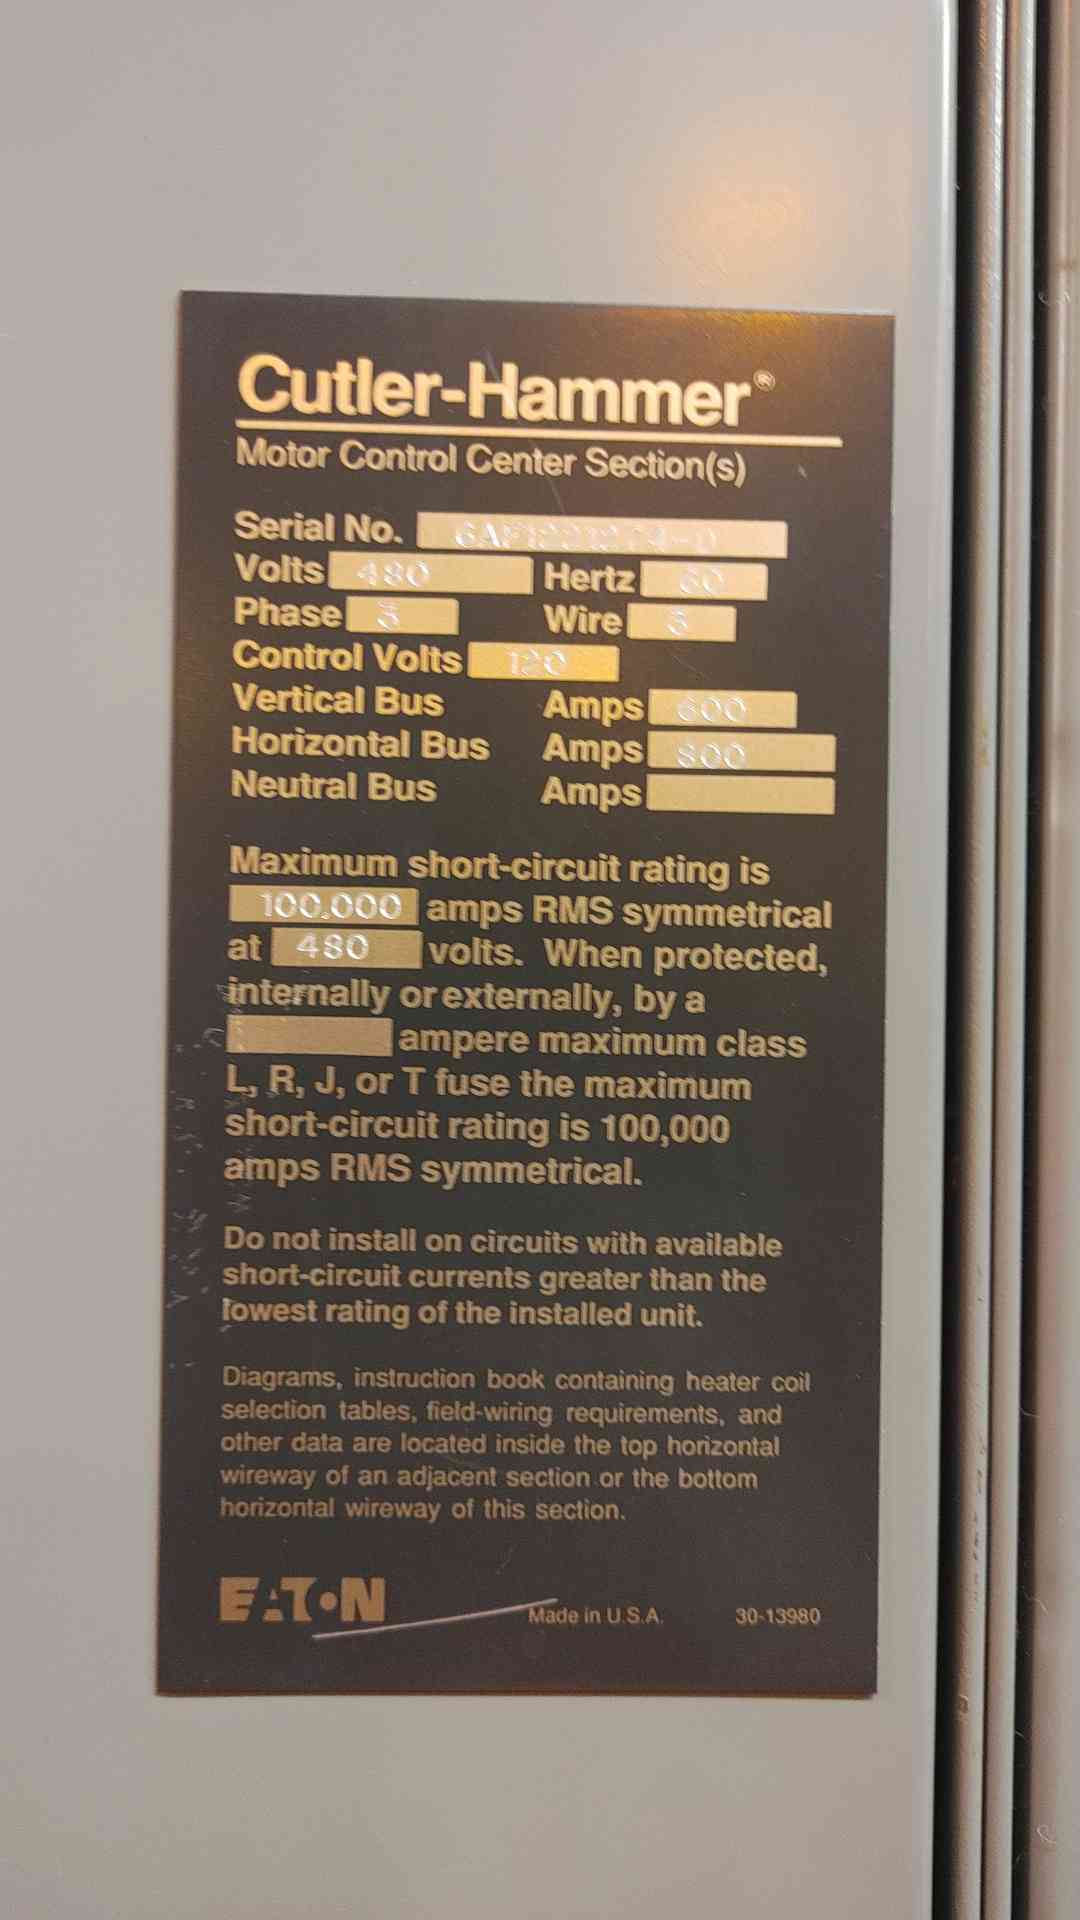 Cutler-Hammer®
Motor Control Center Section(s)
Serial No.
Volts 480 Hertz 60
Phase 3 Wire 3
Control Volts 120
Vertical Bus Amps 600
Horizontal Bus Amps 800
Neutral Bus Amps
Maximum short-circuit rating is
100,000 amps RMS symmetrical
at 480 volts. When protected,
internally or externally, by a
ampere maximum class
L, R, J, or T fuse the maximum
short-circuit rating is 100,000
amps RMS symmetrical.
Do not install on circuits with available
short-circuit currents greater than the
lowest rating of the installed unit.
Diagrams, instruction book containing heater coil
selection tables, field-wiring requirements, and
other data are located inside the top horizontal
wireway of an adjacent section or the bottom
horizontal wireway of this section.
EATON Made in U.S.A. 30-13980